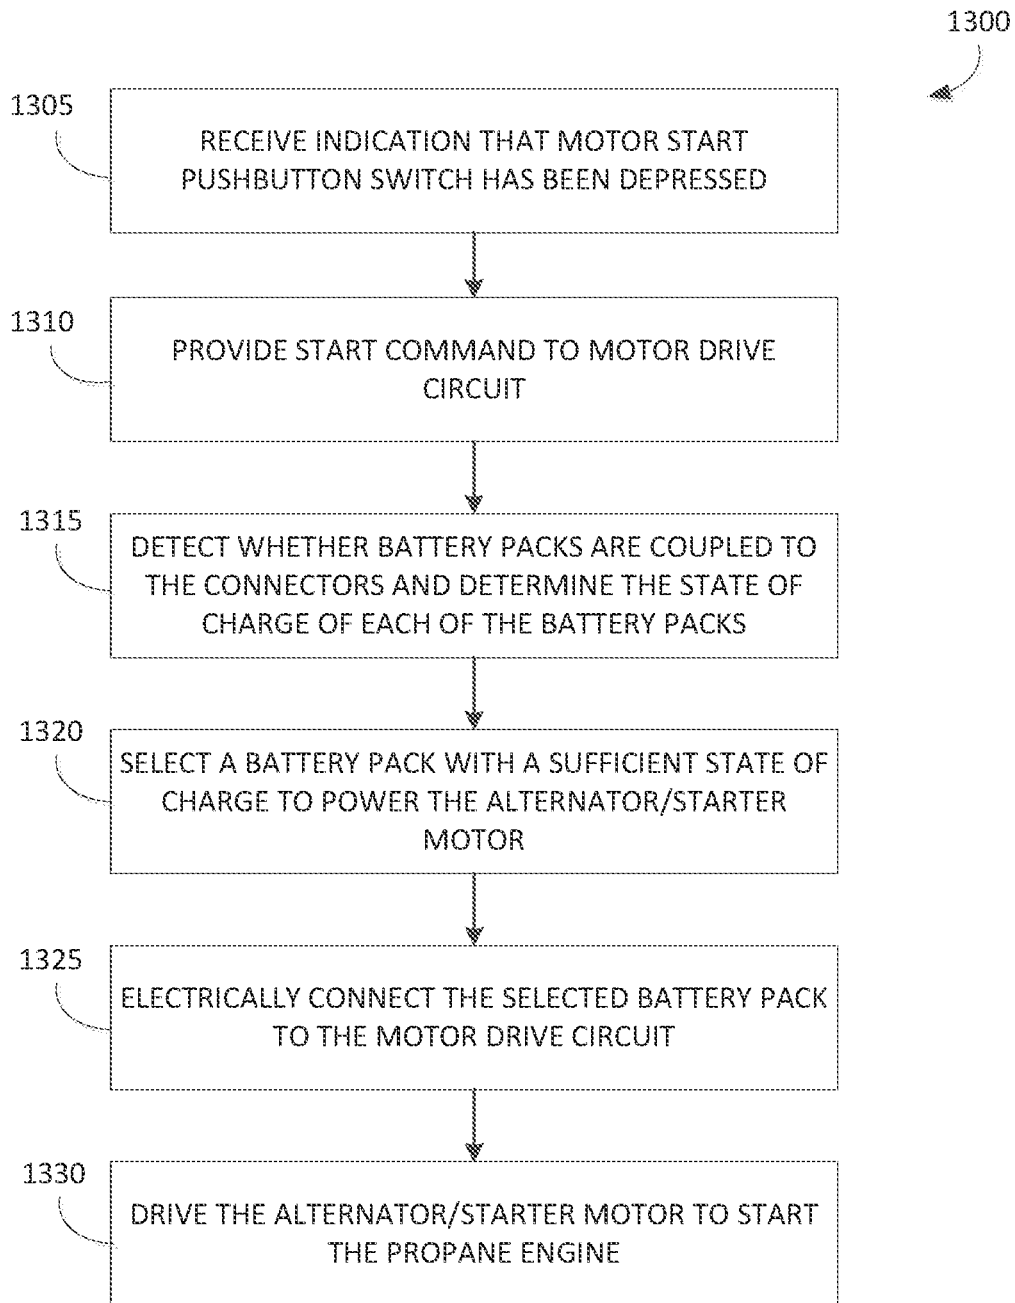 1300
1305
RECEIVE INDICATION THAT MOTOR START
PUSHBUTTON SWITCH HAS BEEN DEPRESSED
1310
PROVIDE START COMMAND TO MOTOR DRIVE
CIRCUIT
1315
DETECT WHETHER BATTERY PACKS ARE COUPLED TO
THE CONNECTORS AND DETERMINE THE STATE OF
CHARGE OF EACH OF THE BATTERY PACKS
1320
SELECT A BATTERY PACK WITH A SUFFICIENT STATE OF
CHARGE TO POWER THE ALTERNATOR/STARTER
MOTOR
1325
ELECTRICALLY CONNECT THE SELECTED BATTERY PACK
TO THE MOTOR DRIVE CIRCUIT
1330
DRIVE THE ALTERNATOR/STARTER MOTOR TO START
THE PROPANE ENGINE